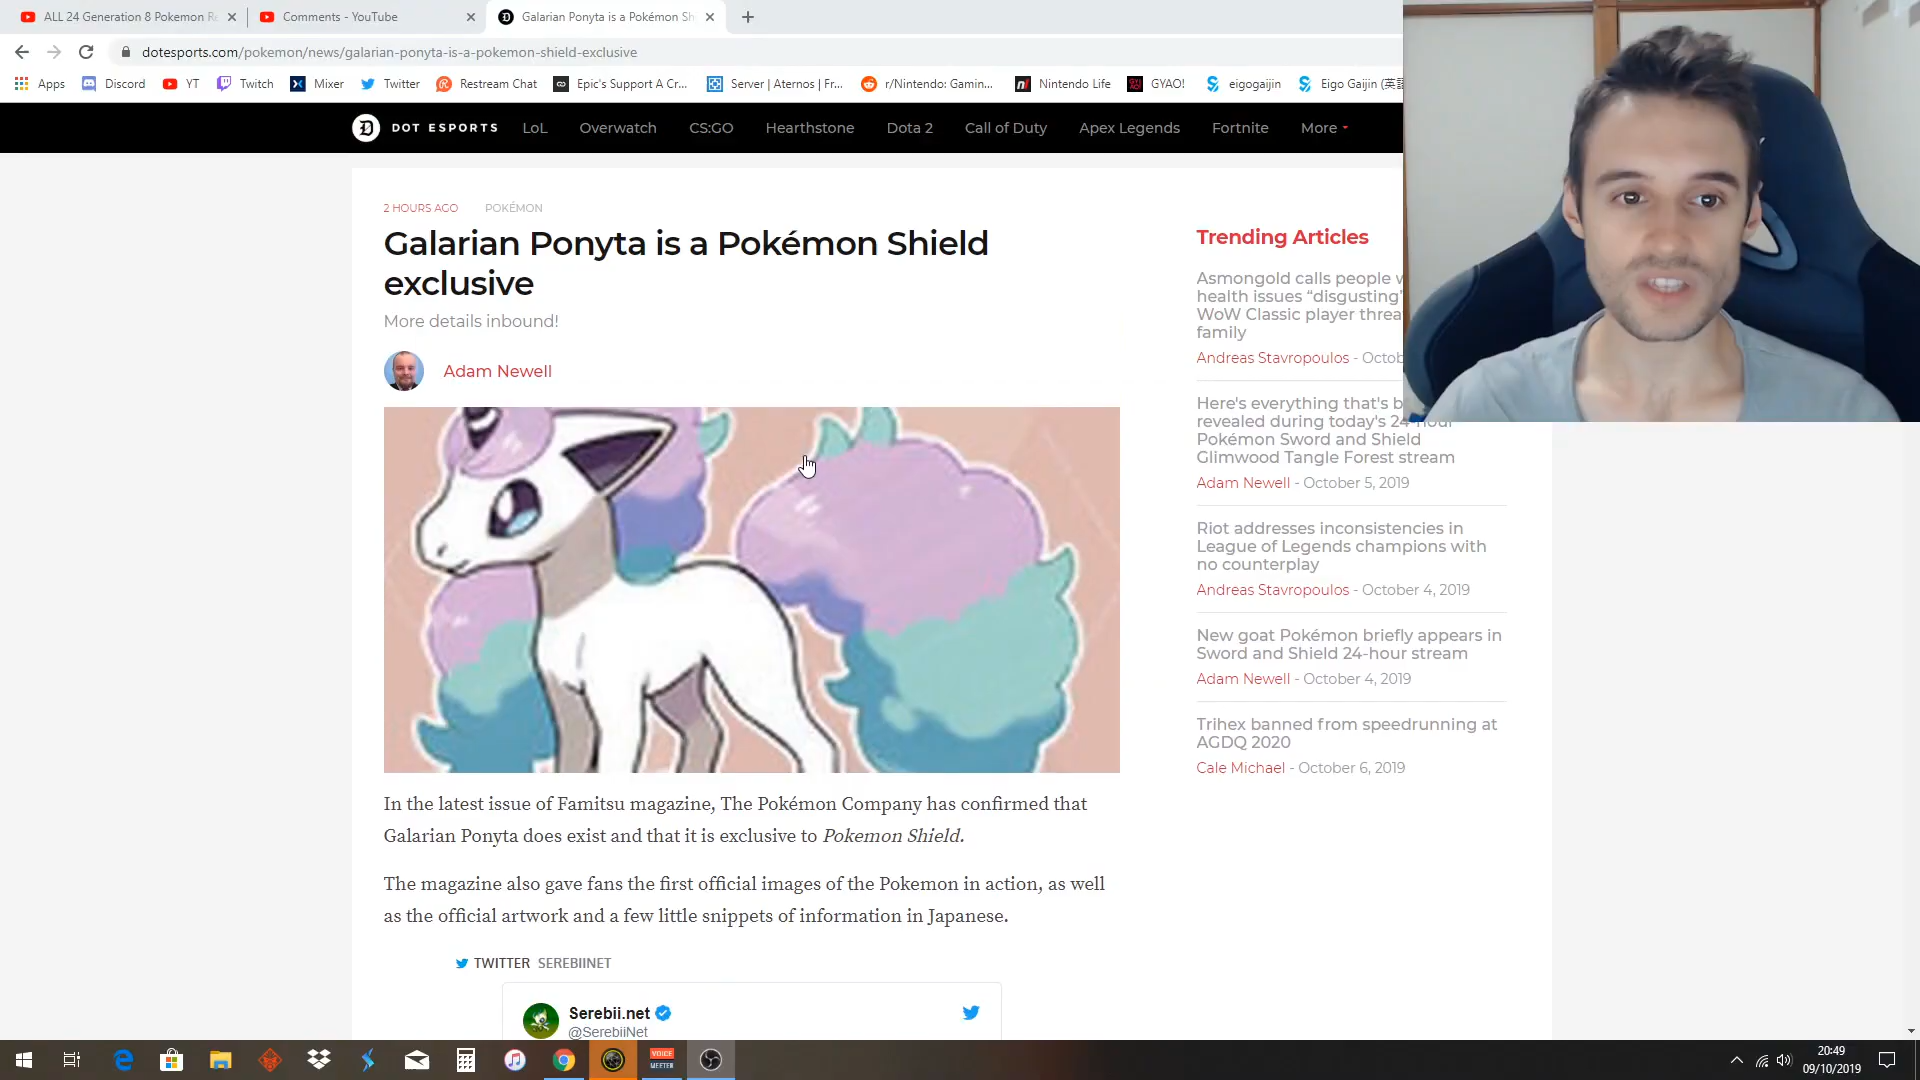 ALL 24 Generation 8 Pokemon Re
Comments - YouTube
Galarian Ponyta is a Pokémon Sh
dotesports.com/pokemon/news/galarian-ponyta-is-a-pokemon-shield-exclusive
Apps Discord YT Twitch Mixer Twitter Restream Chat Epic's Support A Cr... Server | Aternos | Fr... r/Nintendo: Gamin... Nintendo Life GYAO! eigogaijin Eigo Gaijin (英語
DOT ESPORTS LoL Overwatch CS:GO Hearthstone Dota 2 Call of Duty Apex Legends Fortnite More
2 HOURS AGO POKÉMON
Galarian Ponyta is a Pokémon Shield
exclusive
More details inbound!
Adam Newell
In the latest issue of Famitsu magazine, The Pokémon Company has confirmed that
Galarian Ponyta does exist and that it is exclusive to Pokemon Shield.
The magazine also gave fans the first official images of the Pokemon in action, as well
as the official artwork and a few little snippets of information in Japanese.
TWITTER SEREBIINET
Serebii.net
@SerebiiNet
Trending Articles
Asmongold calls people
health issues “disgusting”
WoW Classic player threa
family
Andreas Stavropoulos - Octob
Here's everything that's b
revealed during today's 24-hour
Pokémon Sword and Shield
Glimwood Tangle Forest stream
Adam Newell - October 5, 2019
Riot addresses inconsistencies in
League of Legends champions with
no counterplay
Andreas Stavropoulos - October 4, 2019
New goat Pokémon briefly appears in
Sword and Shield 24-hour stream
Adam Newell - October 4, 2019
Trihex banned from speedrunning at
AGDQ 2020
Cale Michael - October 6, 2019
VOICE
MEETER
20:49
09/10/2019